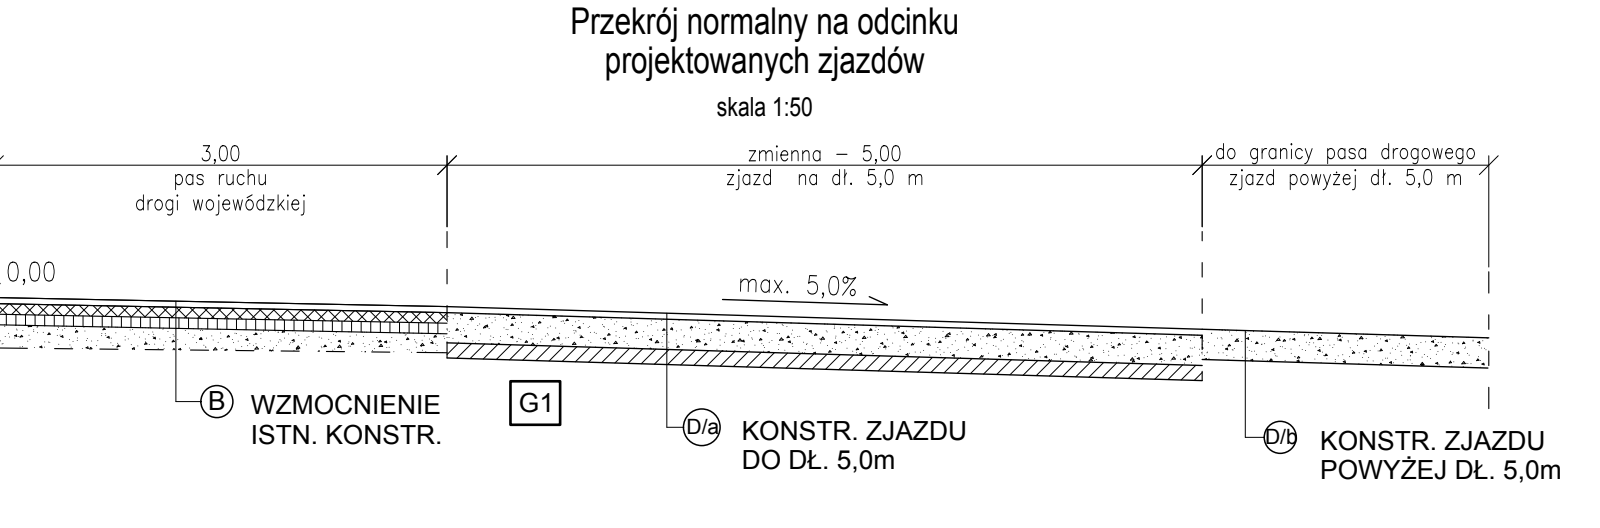 Przekrój normalny na odcinku
projektowanych zjazdów
skala 1:50
3,00
pas ruchu
drogi wojewódzkiej
zmienna – 5,00
zjazd na dł. 5,0 m
do granicy pasa drogowego
zjazd powyżej dł. 5,0 m
0,00
max. 5,0%
B
WZMOCNIENIE
ISTN. KONSTR.
G1
D/a
KONSTR. ZJAZDU
DO DŁ. 5,0m
D/b
KONSTR. ZJAZDU
POWYŻEJ DŁ. 5,0m